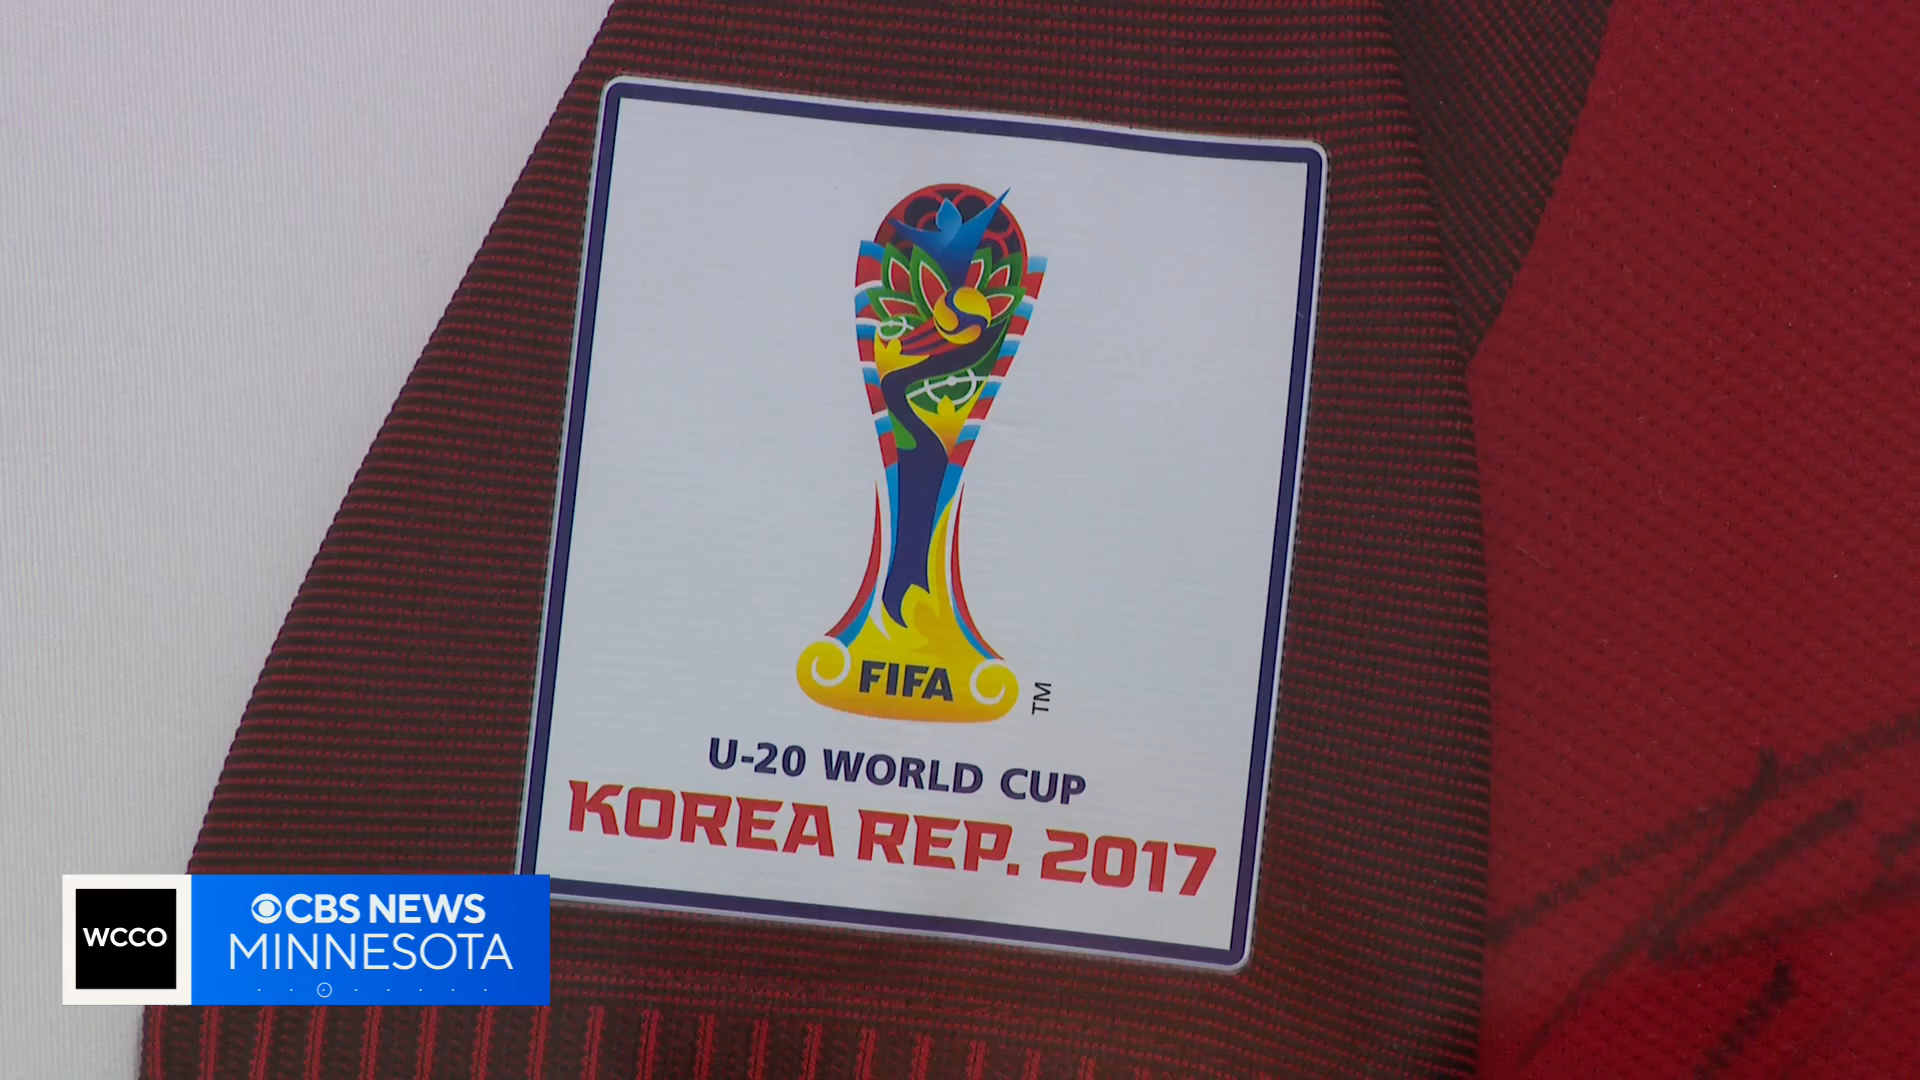 FIFA
TM
U-20 WORLD CUP
KOREA REP. 2017
WCCO
CBS NEWS
MINNESOTA